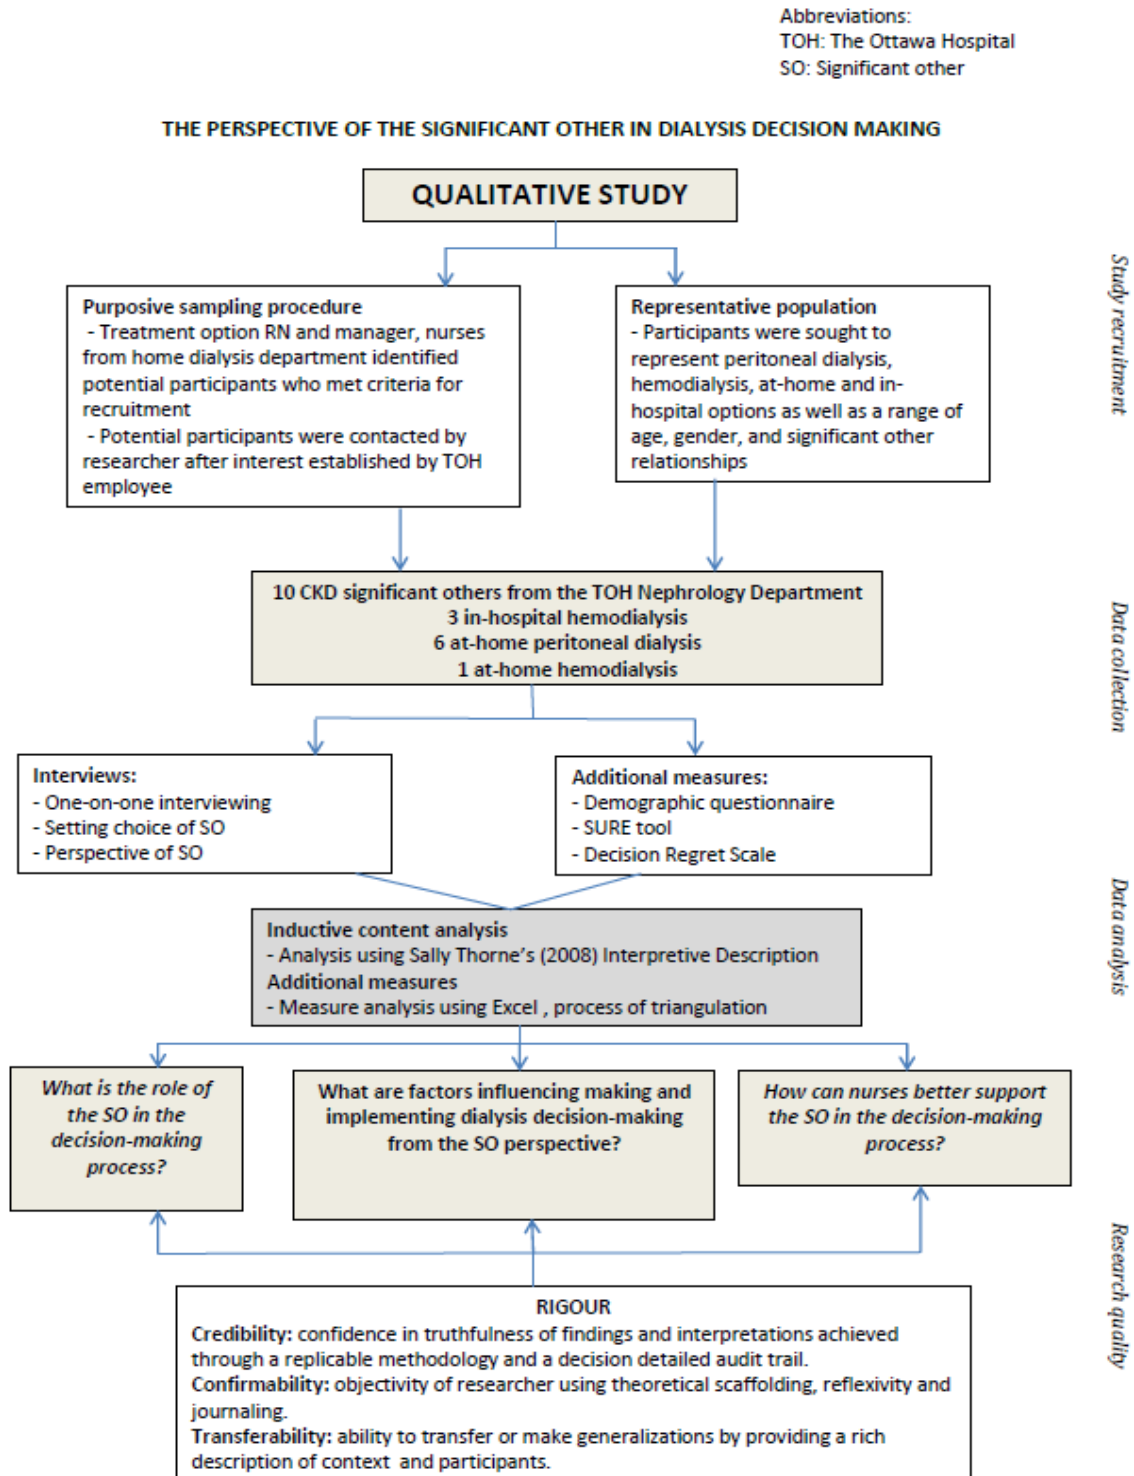 Abbreviations:
TOH: The Ottawa Hospital
SO: Significant other
THE PERSPECTIVE OF THE SIGNIFICANT OTHER IN DIALYSIS DECISION MAKING
QUALITATIVE STUDY
Study recruitment
Purposive sampling procedure
- Treatment option RN and manager, nurses
from home dialysis department identified
potential participants who met criteria for
recruitment
- Potential participants were contacted by
researcher after interest established by TOH
employee
Representative population
- Participants were sought to
represent peritoneal dialysis,
hemodialysis, at-home and in-
hospital options as well as a range of
age, gender, and significant other
relationships
10 CKD significant others from the TOH Nephrology Department
3 in-hospital hemodialysis
6 at-home peritoneal dialysis
1 at-home hemodialysis
Data collection
Interviews:
- One-on-one interviewing
- Setting choice of SO
- Perspective of SO
Additional measures:
- Demographic questionnaire
- SURE tool
- Decision Regret Scale
Data analysis
Inductive content analysis
- Analysis using Sally Thorne's (2008) Interpretive Description
Additional measures
- Measure analysis using Excel , process of triangulation
What is the role of
the SO in the
decision-making
process?
What are factors influencing making and
implementing dialysis decision-making
from the SO perspective?
How can nurses better support
the SO in the decision-making
process?
Research quality
RIGOUR
Credibility: confidence in truthfulness of findings and interpretations achieved
through a replicable methodology and a decision detailed audit trail.
Confirmability: objectivity of researcher using theoretical scaffolding, reflexivity and
journaling.
Transferability: ability to transfer or make generalizations by providing a rich
description of context and participants.